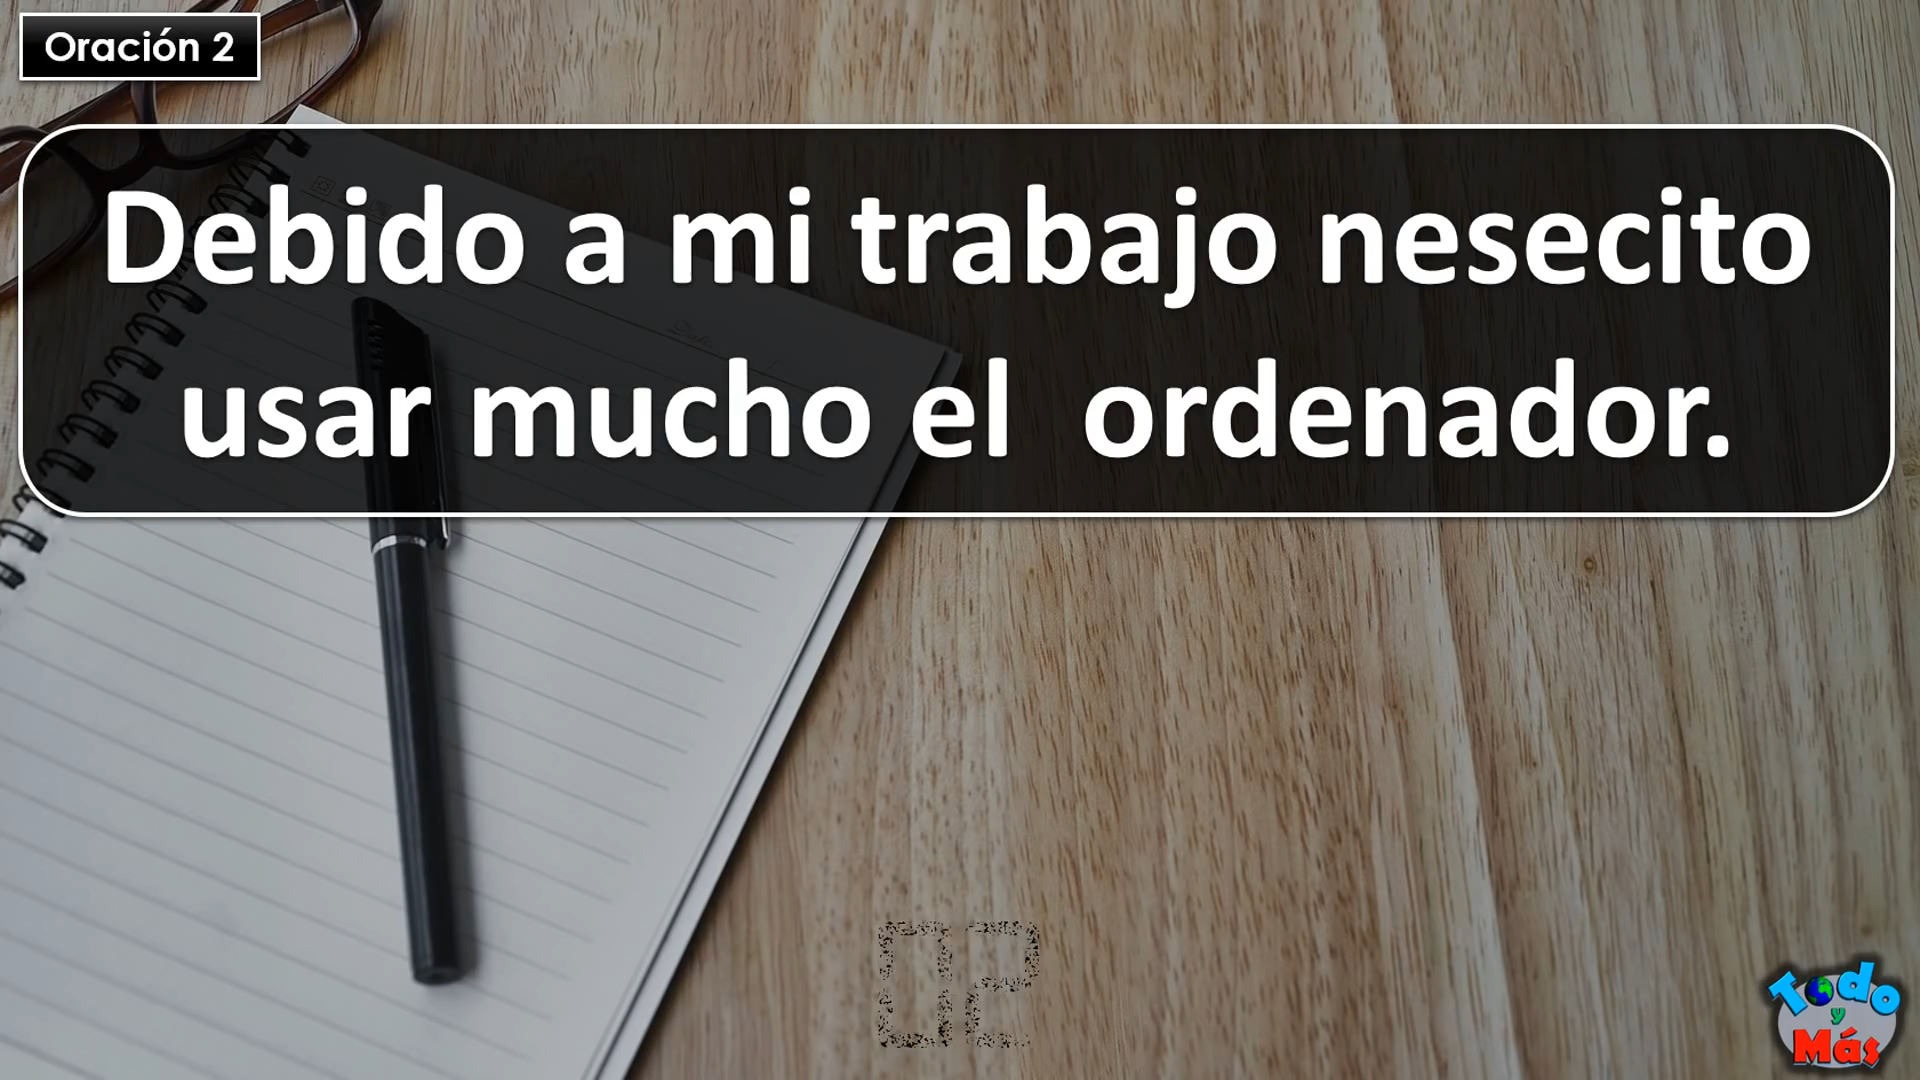 Oración 2
Debido a mi trabajo nesecito
usar mucho el  ordenador.
02
Todo
y
Más